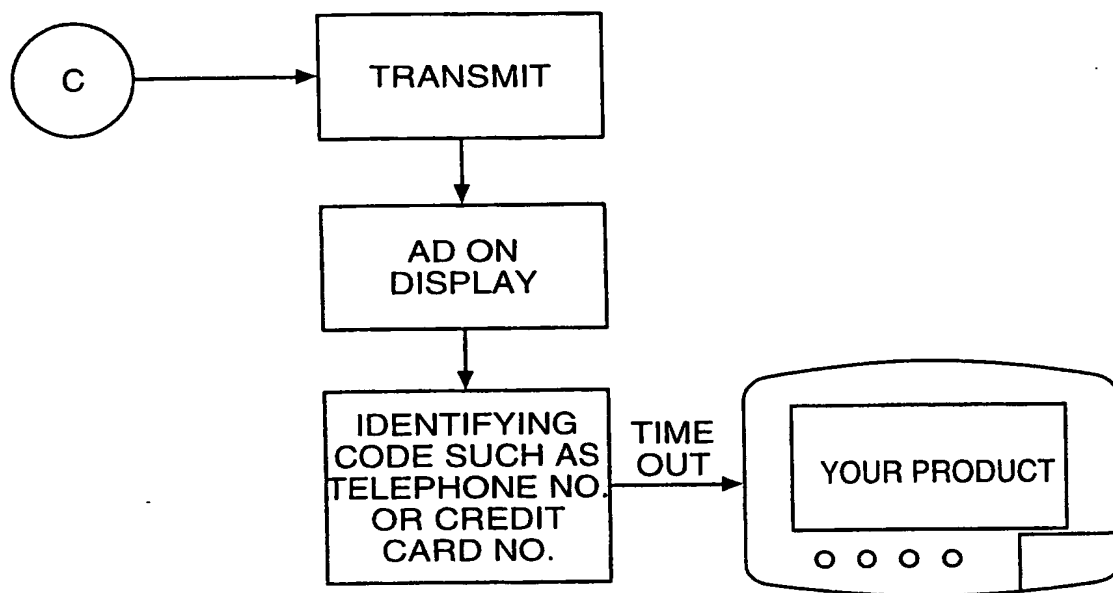 C
TRANSMIT
AD ON
DISPLAY
IDENTIFYING
CODE SUCH AS
TELEPHONE NO.
OR CREDIT
CARD NO.
TIME
OUT
YOUR PRODUCT